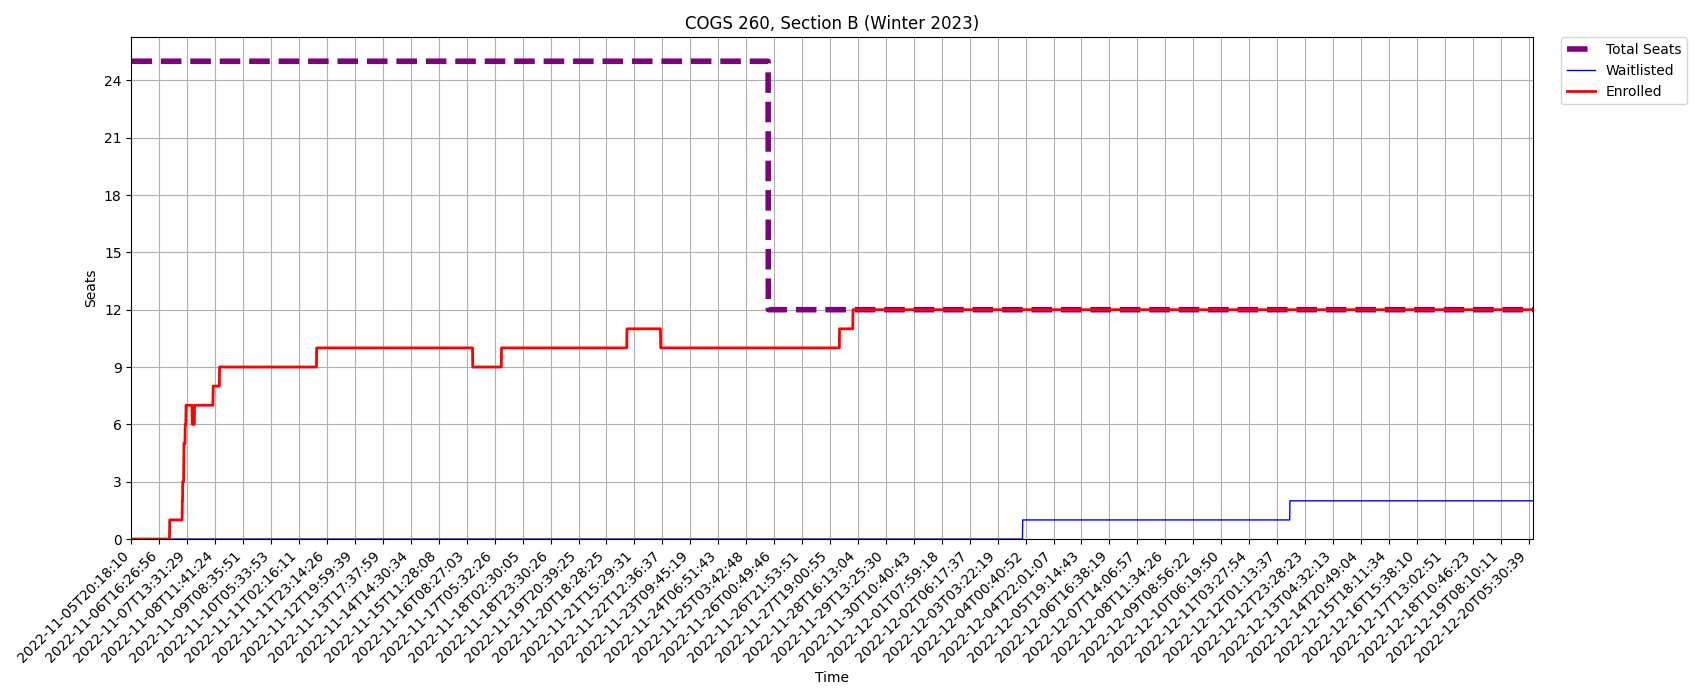 COGS 260, Section B (Winter 2023)
Total Seats
Waitlisted
Enrolled
Seats
24
21
18
15
12
9
6
3
0
2022-11-05T20:18:10
2022-11-06T16:26:56
2022-11-07T13:31:29
2022-11-08T11:41:24
2022-11-09T08:35:51
2022-11-10T05:33:53
2022-11-11T02:16:11
2022-11-11T23:14:26
2022-11-12T19:59:39
2022-11-13T17:37:59
2022-11-14T14:30:34
2022-11-15T11:28:08
2022-11-16T08:27:03
2022-11-17T05:32:26
2022-11-18T02:30:05
2022-11-18T23:30:26
2022-11-19T20:39:25
2022-11-20T18:28:25
2022-11-21T15:29:31
2022-11-22T12:36:37
2022-11-23T09:45:19
2022-11-24T06:51:43
2022-11-25T03:42:48
2022-11-26T00:49:46
2022-11-26T21:53:51
2022-11-27T19:00:55
2022-11-28T16:13:04
2022-11-29T13:25:30
2022-11-30T10:40:43
2022-12-01T07:59:18
2022-12-02T06:17:37
2022-12-03T03:22:19
2022-12-04T00:40:52
2022-12-04T22:01:07
2022-12-05T19:14:43
2022-12-06T16:38:19
2022-12-07T14:06:57
2022-12-08T11:34:26
2022-12-09T08:56:22
2022-12-10T06:19:50
2022-12-11T03:27:54
2022-12-12T01:13:37
2022-12-12T23:28:23
2022-12-13T04:32:13
2022-12-14T20:49:04
2022-12-15T18:11:34
2022-12-16T15:38:10
2022-12-17T13:02:51
2022-12-18T10:46:23
2022-12-19T08:10:11
2022-12-20T05:30:39
Time